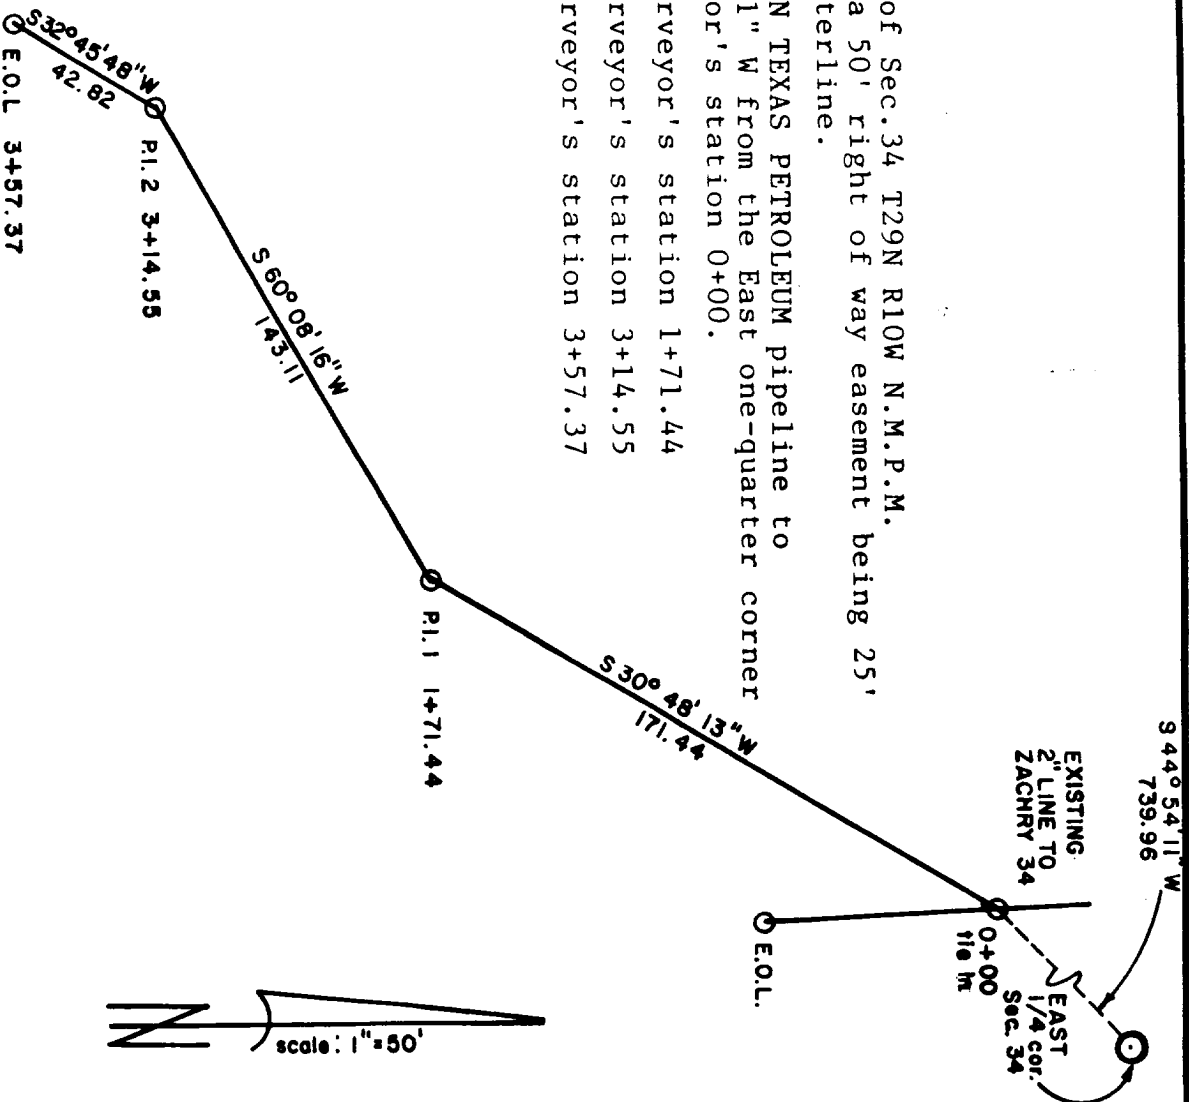 of Sec.34 T29N R10W N.M.P.M.
a 50' right of way easement being 25'
terline.
N TEXAS PETROLEUM pipeline to
1" W from the East one-quarter corner
or's station 0+00.
rveyor's station 1+71.44
rveyor's station 3+14.55
rveyor's station 3+57.37
S 44° 54' 11" W
739.96
EXISTING
2" LINE TO
ZACHRY 34
EAST
1/4 cor.
Sec. 34
0+00
tie in
E.O.L.
S 30° 48' 13" W
171.44
P.I. 1 1+71.44
S 60° 08' 16" W
143.11
P.I. 2 3+14.55
S32°45'48"W
42.82
E.O.L 3+57.37
N
scale: 1"=50'